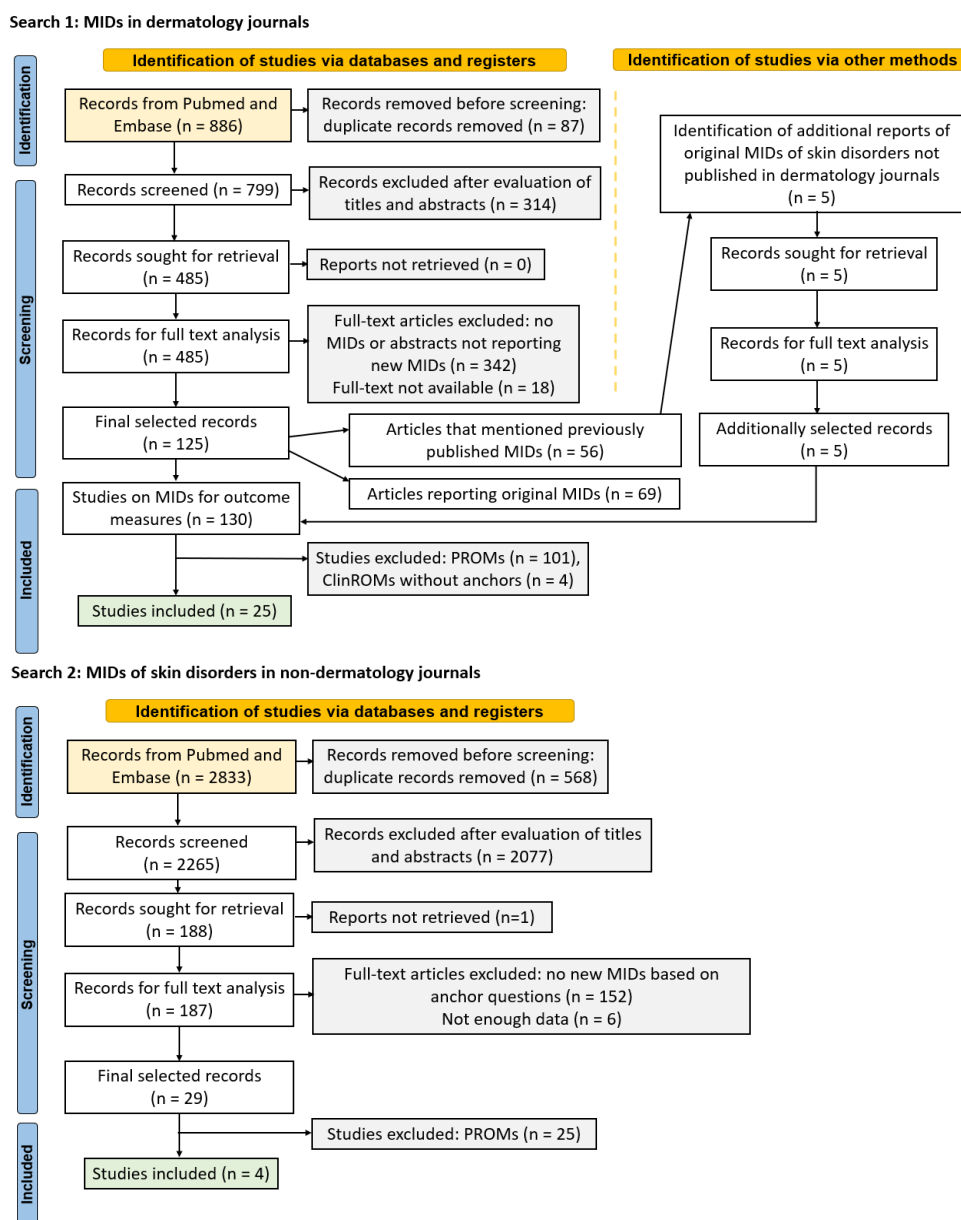 Search 1: MIDs in dermatology journals
Identification of studies via databases and registers
Identification of studies via other methods
Identification
Records from Pubmed and
Embase (n = 886)
Records removed before screening:
duplicate records removed (n = 87)
Identification of additional reports of
original MIDs of skin disorders not
published in dermatology journals
(n = 5)
Screening
Records screened (n = 799)
Records excluded after evaluation of
titles and abstracts (n = 314)
Records sought for retrieval
(n = 485)
Reports not retrieved (n = 0)
Records sought for retrieval
(n = 5)
Records for full text analysis
(n = 485)
Full-text articles excluded: no
MIDs or abstracts not reporting
new MIDs (n = 342)
Full-text not available (n = 18)
Records for full text analysis
(n = 5)
Final selected records
(n = 125)
Articles that mentioned previously
published MIDs (n = 56)
Additionally selected records
(n = 5)
Articles reporting original MIDs (n = 69)
Included
Studies on MIDs for outcome
measures (n = 130)
Studies excluded: PROMs (n = 101),
ClinROMs without anchors (n = 4)
Studies included (n = 25)
Search 2: MIDs of skin disorders in non-dermatology journals
Identification of studies via databases and registers
Identification
Records from Pubmed and
Embase (n = 2833)
Records removed before screening:
duplicate records removed (n = 568)
Screening
Records screened
(n = 2265)
Records excluded after evaluation of titles
and abstracts (n = 2077)
Records sought for retrieval
(n = 188)
Reports not retrieved (n=1)
Records for full text analysis
(n = 187)
Full-text articles excluded: no new MIDs based on
anchor questions (n = 152)
Not enough data (n = 6)
Final selected records
(n = 29)
Included
Studies excluded: PROMs (n = 25)
Studies included (n = 4)